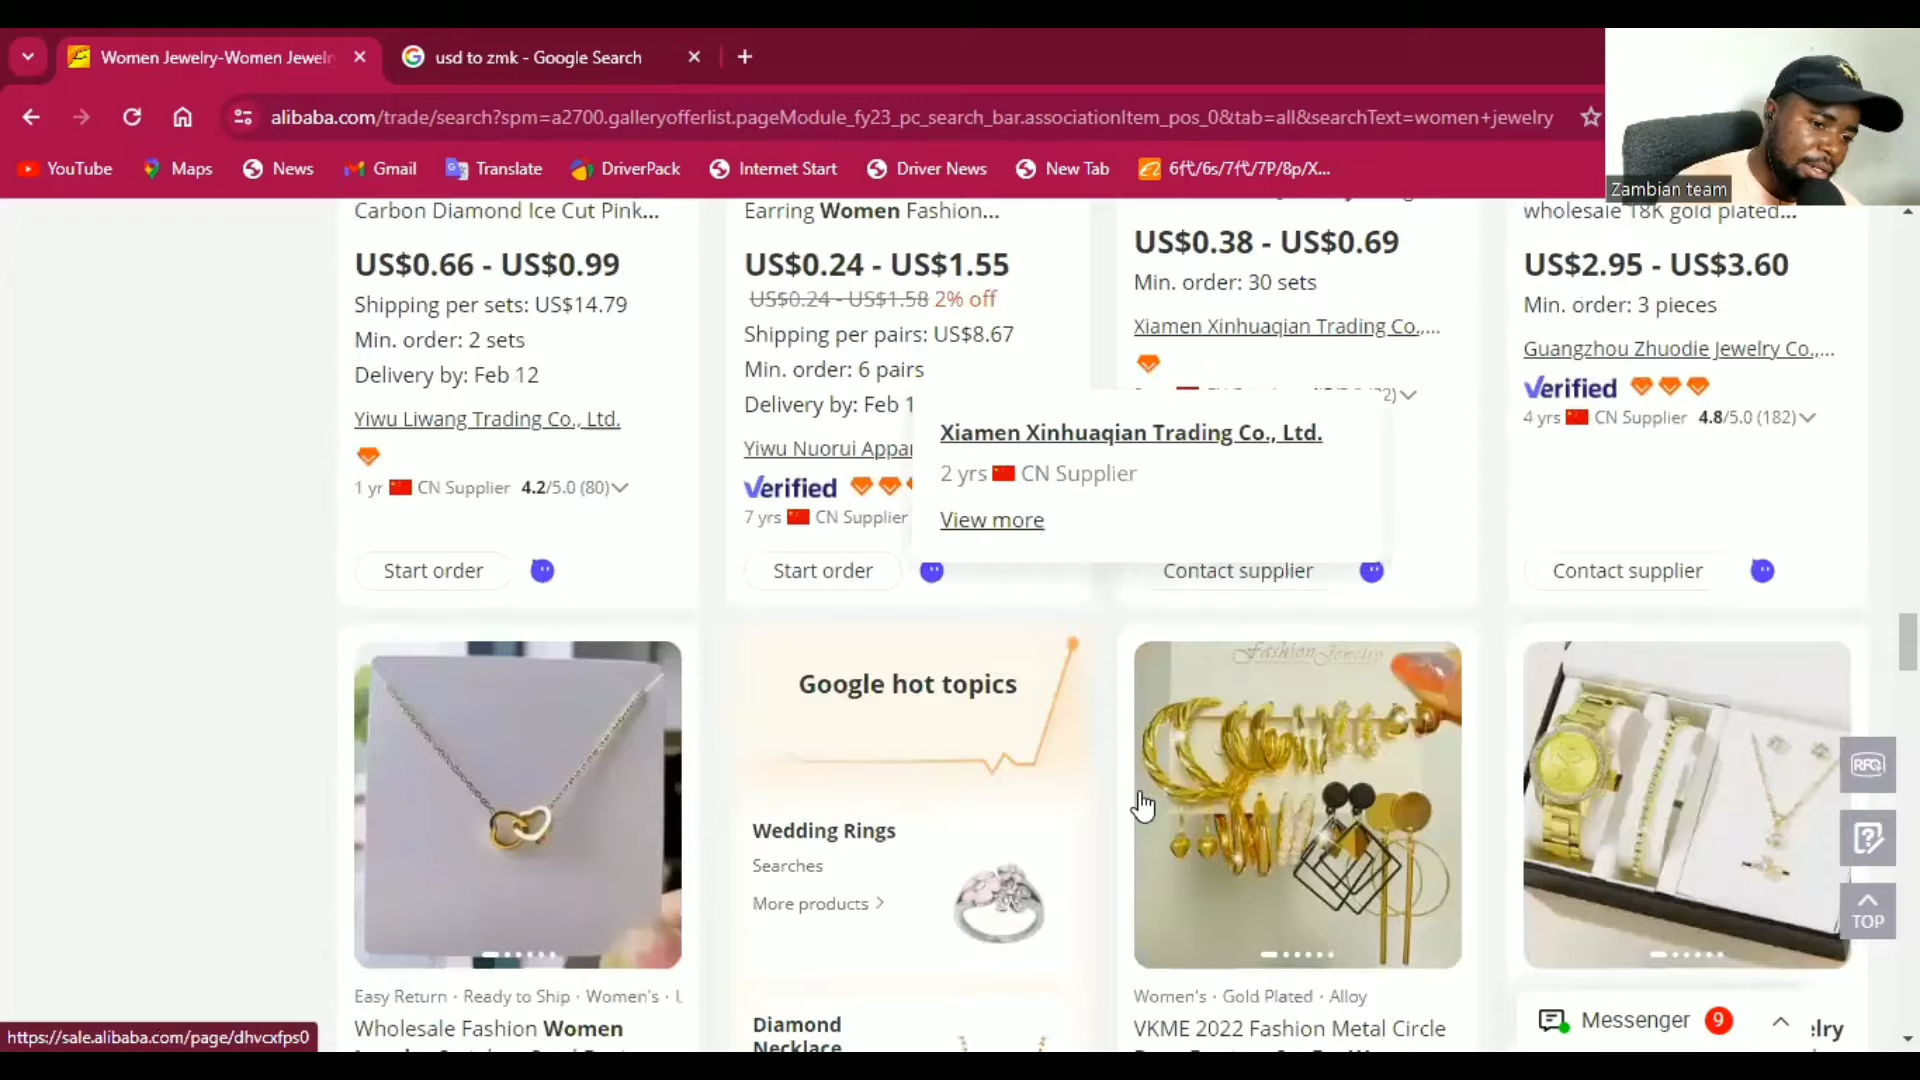 Women Jewelry-Women Jewelr
usd to zmk - Google Search
alibaba.com/trade/search?spm=a2700.galleryofferlist.pageModule_fy23_pc_search_bar.associationItem_pos_0&tab=all&searchText=women+jewelry
YouTube
Maps
News
Gmail
Translate
DriverPack
Internet Start
Driver News
New Tab
6代/6s/7代/7P/8p/X...
Zambian team
Carbon Diamond Ice Cut Pink...
US$0.66 - US$0.99
Shipping per sets: US$14.79
Min. order: 2 sets
Delivery by: Feb 12
Yiwu Liwang Trading Co., Ltd.
1 yr CN Supplier 4.2/5.0 (80)
Start order
Earring Women Fashion...
US$0.24 - US$1.55
US$0.24 - US$1.58 2% off
Shipping per pairs: US$8.67
Min. order: 6 pairs
Delivery by: Feb 1
Yiwu Nuorui Appar
Verified
7 yrs CN Supplier
Start order
US$0.38 - US$0.69
Min. order: 30 sets
Xiamen Xinhuaqian Trading Co.,...
Xiamen Xinhuaqian Trading Co., Ltd.
2 yrs CN Supplier
View more
Contact supplier
wholesale 18K gold plated...
US$2.95 - US$3.60
Min. order: 3 pieces
Guangzhou Zhuodie Jewelry Co.,...
Verified
4 yrs CN Supplier 4.8/5.0 (182)
Contact supplier
Easy Return · Ready to Ship · Women's ·
Wholesale Fashion Women
Google hot topics
Wedding Rings
Searches
More products >
Diamond
Necklace
Fashion Jewelry
Women's · Gold Plated · Alloy
VKME 2022 Fashion Metal Circle
RFQ
TOP
Messenger 9
elry
https://sale.alibaba.com/page/dhvcxfps0